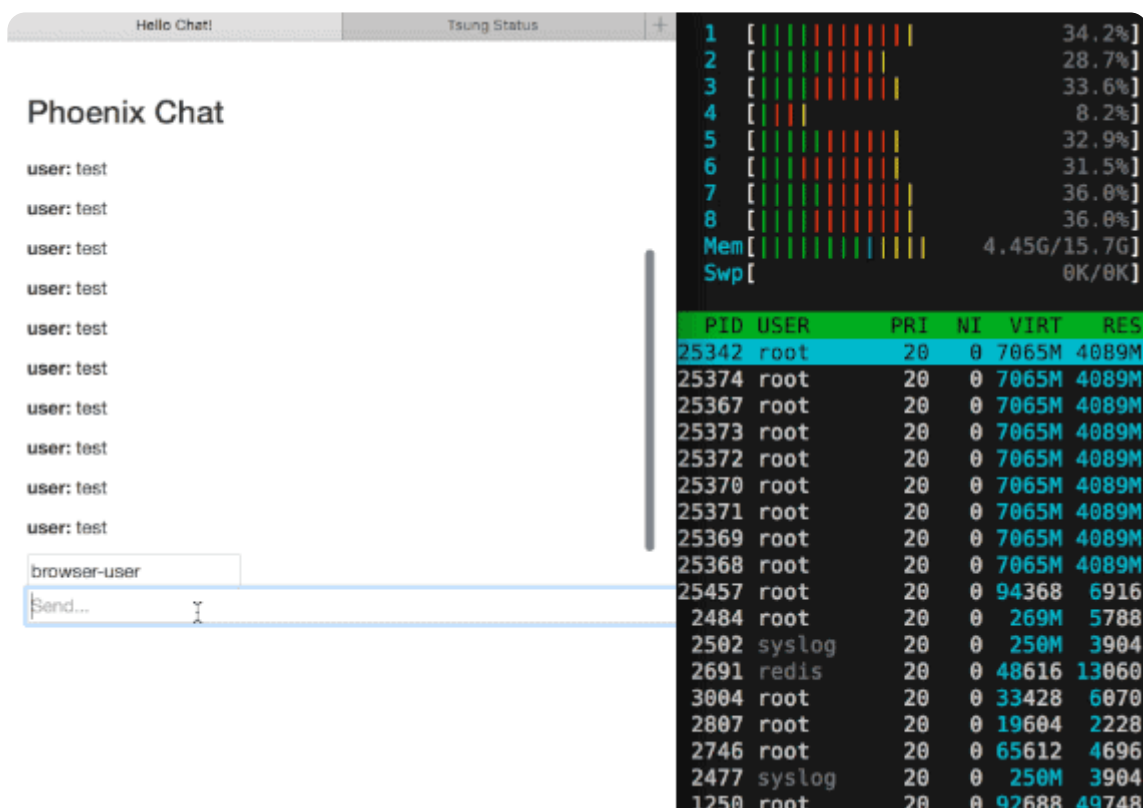 Hello Chat!
Tsung Status
+
Phoenix Chat
user: test
user: test
user: test
user: test
user: test
user: test
user: test
user: test
user: test
user: test
browser-user
Send...
1 [ 34.2%]
2 [ 28.7%]
3 [ 33.6%]
4 [ 8.2%]
5 [ 32.9%]
6 [ 31.5%]
7 [ 36.0%]
8 [ 36.0%]
Mem[ 4.45G/15.7G]
Swp[ 0K/0K]
PID USER PRI NI VIRT RES
25342 root 20 0 7065M 4089M
25374 root 20 0 7065M 4089M
25367 root 20 0 7065M 4089M
25373 root 20 0 7065M 4089M
25372 root 20 0 7065M 4089M
25370 root 20 0 7065M 4089M
25371 root 20 0 7065M 4089M
25369 root 20 0 7065M 4089M
25368 root 20 0 7065M 4089M
25457 root 20 0 94368 6916
2484 root 20 0 269M 5788
2502 syslog 20 0 250M 3904
2691 redis 20 0 48616 13060
3004 root 20 0 33428 6070
2807 root 20 0 19604 2228
2746 root 20 0 65612 4696
2477 syslog 20 0 250M 3904
1250 root 20 0 92688 49748